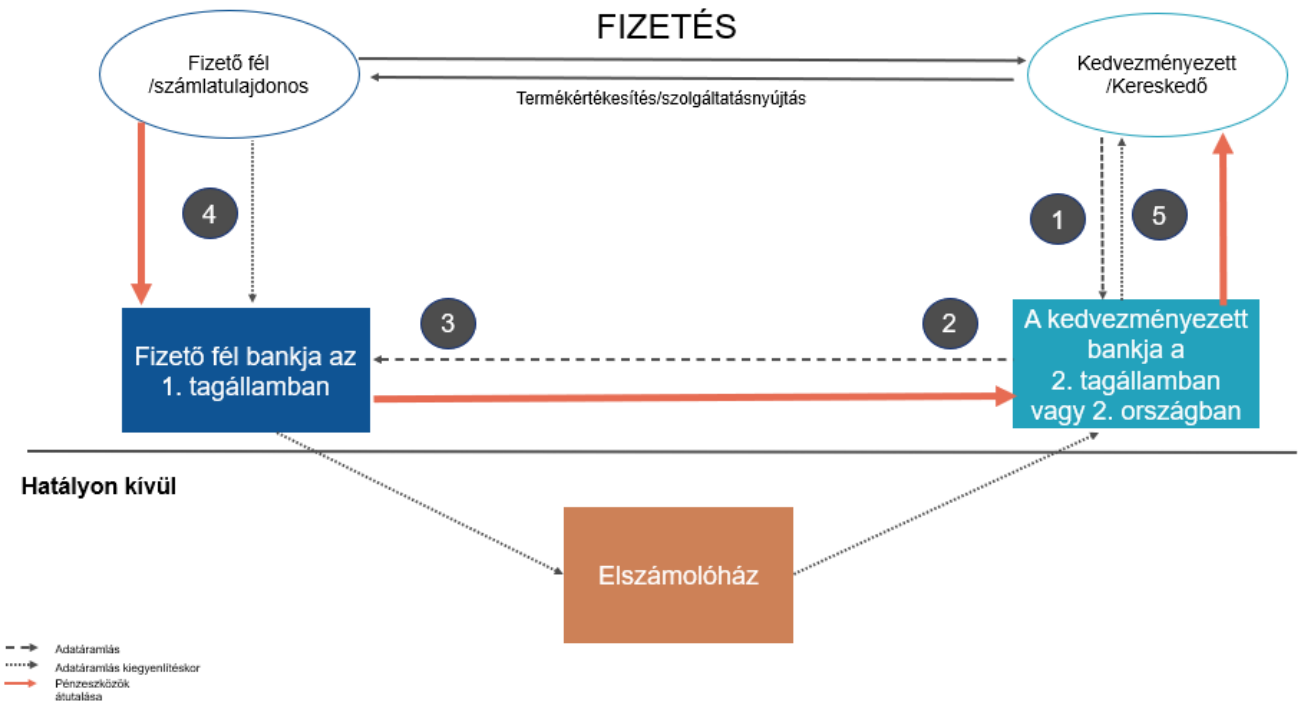 FIZETÉS
Fizető fél
/számlatulajdonos
Kedvezményezett
/Kereskedő
Termékértékesítés/szolgáltatásnyújtás
4
1
5
3
2
Fizető fél bankja az
1. tagállamban
A kedvezményezett
bankja a
2. tagállamban
vagy 2. országban
Hatályon kívül
Elszámolóház
Adatáramlás
Adatáramlás kiegyenlítéskor
Pénzeszközök
átutalása